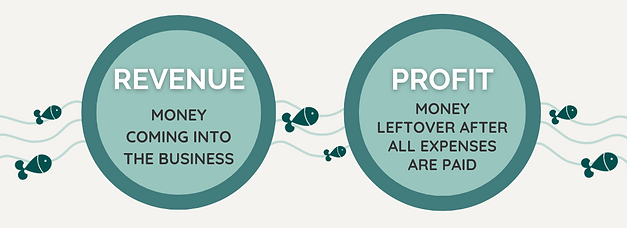 REVENUE
MONEY
COMING INTO
THE BUSINESS
PROFIT
MONEY
LEFTOVER AFTER
ALL EXPENSES
ARE PAID